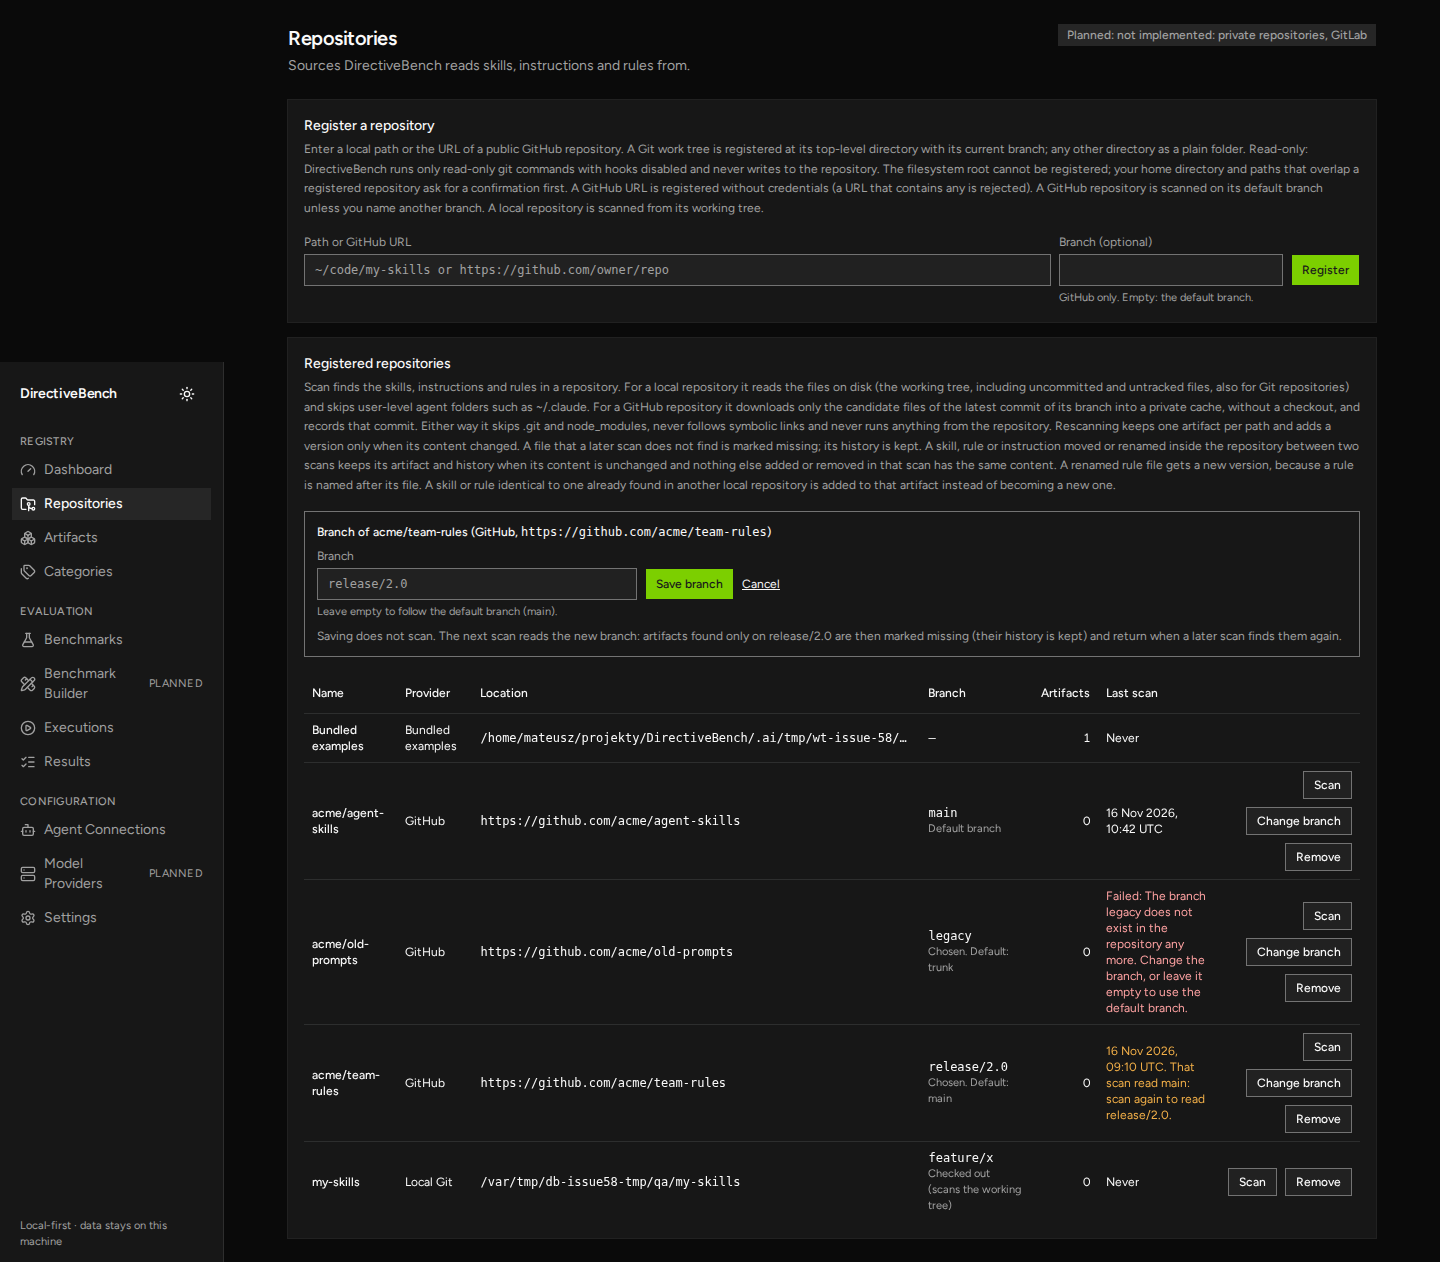 Repositories
Planned: not implemented: private repositories, GitLab
Sources DirectiveBench reads skills, instructions and rules from.
Register a repository
Enter a local path or the URL of a public GitHub repository. A Git work tree is registered at its top-level directory with its current branch; any other directory as a plain folder. Read-only:
DirectiveBench runs only read-only git commands with hooks disabled and never writes to the repository. The filesystem root cannot be registered; your home directory and paths that overlap a
registered repository ask for a confirmation first. A GitHub URL is registered without credentials (a URL that contains any is rejected). A GitHub repository is scanned on its default branch
unless you name another branch. A local repository is scanned from its working tree.
Path or GitHub URL
Branch (optional)
~/code/my-skills or https://github.com/owner/repo
Register
GitHub only. Empty: the default branch.
DirectiveBench
REGISTRY
Dashboard
Repositories
Artifacts
Categories
EVALUATION
Benchmarks
Benchmark
Builder
PLANNED
Executions
Results
CONFIGURATION
Agent Connections
Model
Providers
PLANNED
Settings
Local-first · data stays on this
machine
Registered repositories
Scan finds the skills, instructions and rules in a repository. For a local repository it reads the files on disk (the working tree, including uncommitted and untracked files, also for Git repositories)
and skips user-level agent folders such as ~/.claude. For a GitHub repository it downloads only the candidate files of the latest commit of its branch into a private cache, without a checkout, and
records that commit. Either way it skips .git and node_modules, never follows symbolic links and never runs anything from the repository. Rescanning keeps one artifact per path and adds a
version only when its content changed. A file that a later scan does not find is marked missing; its history is kept. A skill, rule or instruction moved or renamed inside the repository between two
scans keeps its artifact and history when its content is unchanged and nothing else added or removed in that scan has the same content. A renamed rule file gets a new version, because a rule
is named after its file. A skill or rule identical to one already found in another local repository is added to that artifact instead of becoming a new one.
Branch of acme/team-rules (GitHub, https://github.com/acme/team-rules)
Branch
release/2.0
Save branch
Cancel
Leave empty to follow the default branch (main).
Saving does not scan. The next scan reads the new branch: artifacts found only on release/2.0 are then marked missing (their history is kept) and return when a later scan finds them again.
Name
Provider
Location
Branch
Artifacts
Last scan
Bundled
examples
Bundled
examples
/home/mateusz/projekty/DirectiveBench/.ai/tmp/wt-issue-58/…
—
1
Never
acme/agent-
skills
GitHub
https://github.com/acme/agent-skills
main
Default branch
0
16 Nov 2026,
10:42 UTC
Scan
Change branch
Remove
acme/old-
prompts
GitHub
https://github.com/acme/old-prompts
legacy
Chosen. Default:
trunk
0
Failed: The branch
legacy does not
exist in the
repository any
more. Change the
branch, or leave it
empty to use the
default branch.
Scan
Change branch
Remove
acme/team-
rules
GitHub
https://github.com/acme/team-rules
release/2.0
Chosen. Default:
main
0
16 Nov 2026,
09:10 UTC. That
scan read main:
scan again to read
release/2.0.
Scan
Change branch
Remove
my-skills
Local Git
/var/tmp/db-issue58-tmp/qa/my-skills
feature/x
Checked out
(scans the working
tree)
0
Never
Scan
Remove